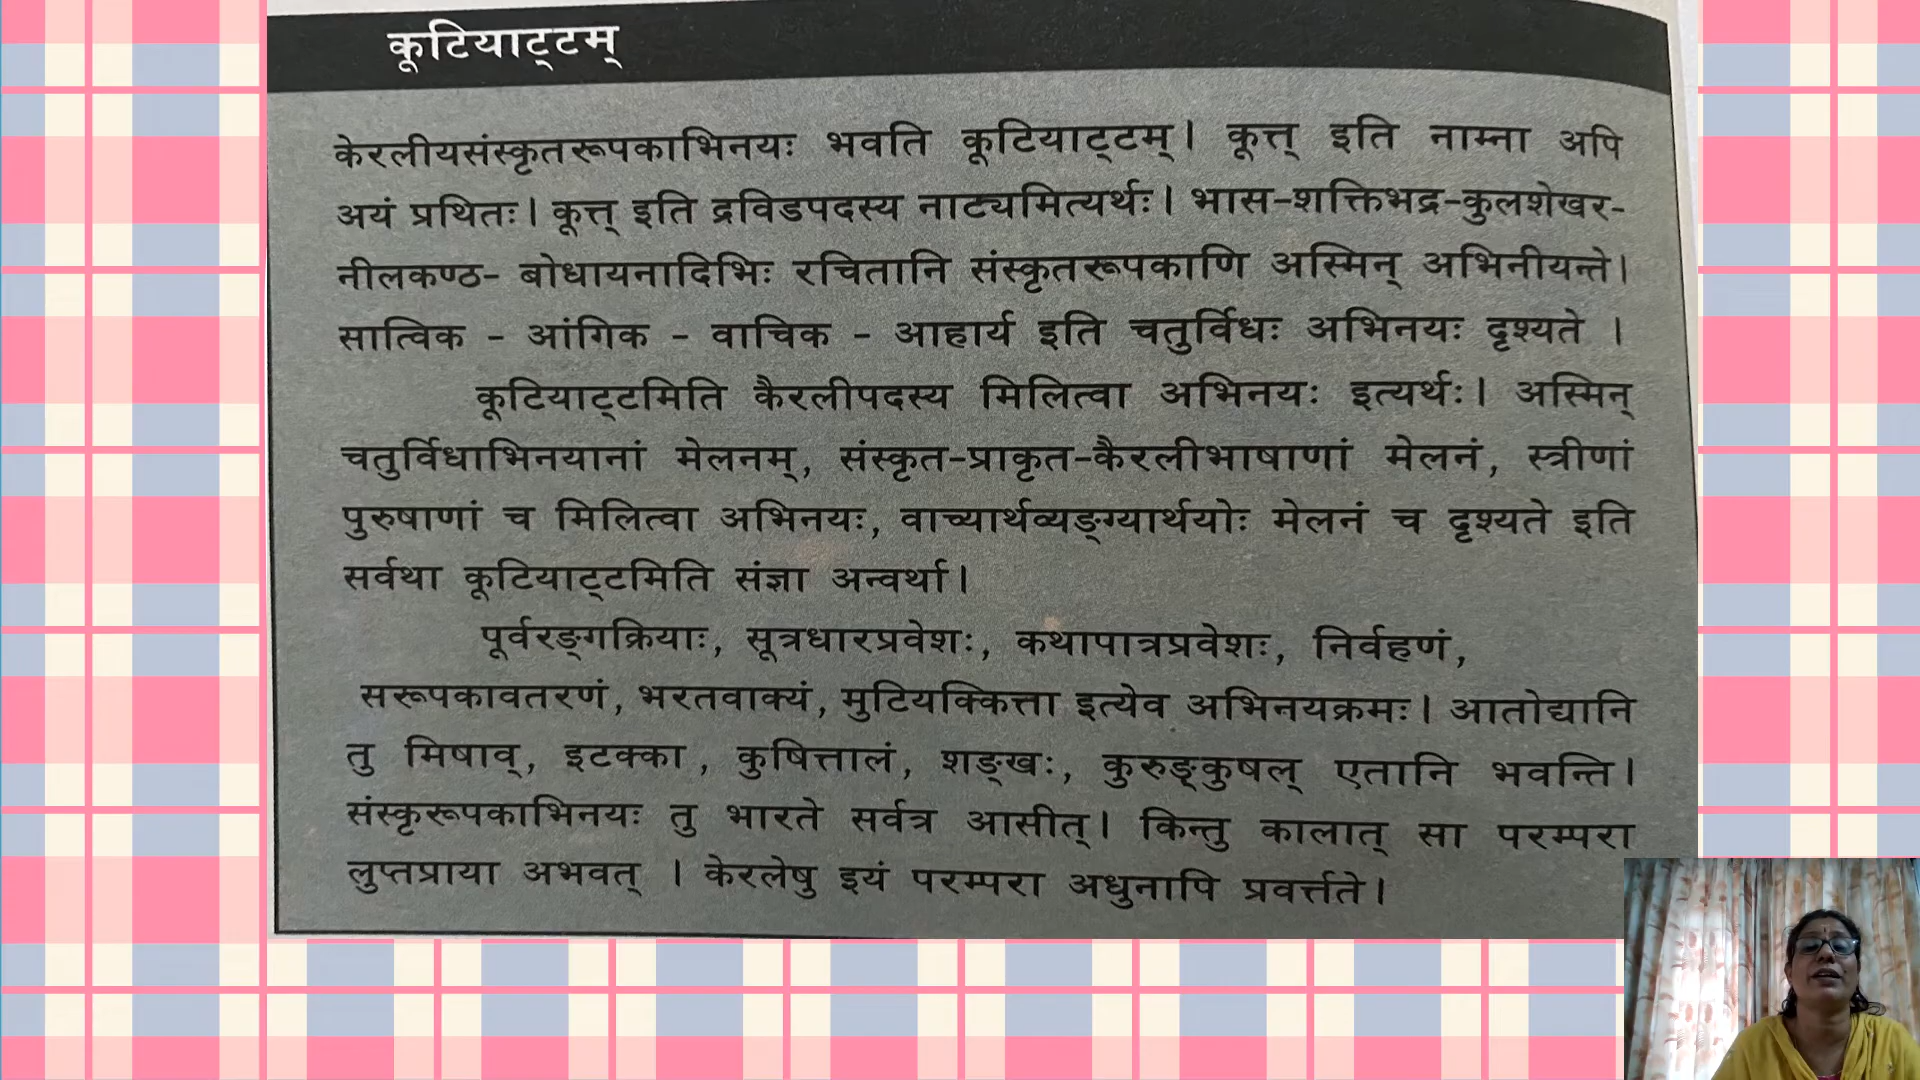 कूटियाट्टम्
केरलीयसंस्कृतरूपकाभिनयः भवति कूटियाट्टम्। कूत्त् इति नाम्ना अपि
अयं प्रथितः। कूत्त् इति द्रविडपदस्य नाट्यमित्यर्थः। भास-शक्तिभद्र-कुलशेखर-
नीलकण्ठ- बोधायनादिभिः रचितानि संस्कृतरूपकाणि अस्मिन् अभिनीयन्ते।
सात्विक - आंगिक - वाचिक - आहार्य इति चतुर्विधः अभिनयः दृश्यते ।
कूटियाट्टमिति कैरलीपदस्य मिलित्वा अभिनयः इत्यर्थः। अस्मिन्
चतुर्विधाभिनयानां मेलनम्, संस्कृत-प्राकृत-कैरलीभाषाणां मेलनं, स्त्रीणां
पुरुषाणां च मिलित्वा अभिनयः, वाच्यार्थव्यङ्ग्यार्थयोः मेलनं च दृश्यते इति
सर्वथा कूटियाट्टमिति संज्ञा अन्वर्था।
पूर्वरङ्गक्रियाः, सूत्रधारप्रवेशः, कथापात्रप्रवेशः, निर्वहणं,
सरूपकावतरणं, भरतवाक्यं, मुटियक्कित्ता इत्येव अभिनयक्रमः। आतोद्यानि
तु मिषाव्, इटक्का, कुषित्तालं, शङ्खः, कुरुङ्कुषल् एतानि भवन्ति।
संस्कृरूपकाभिनयः तु भारते सर्वत्र आसीत्। किन्तु कालात् सा परम्परा
लुप्तप्राया अभवत् । केरलेषु इयं परम्परा अधुनापि प्रवर्त्तते।